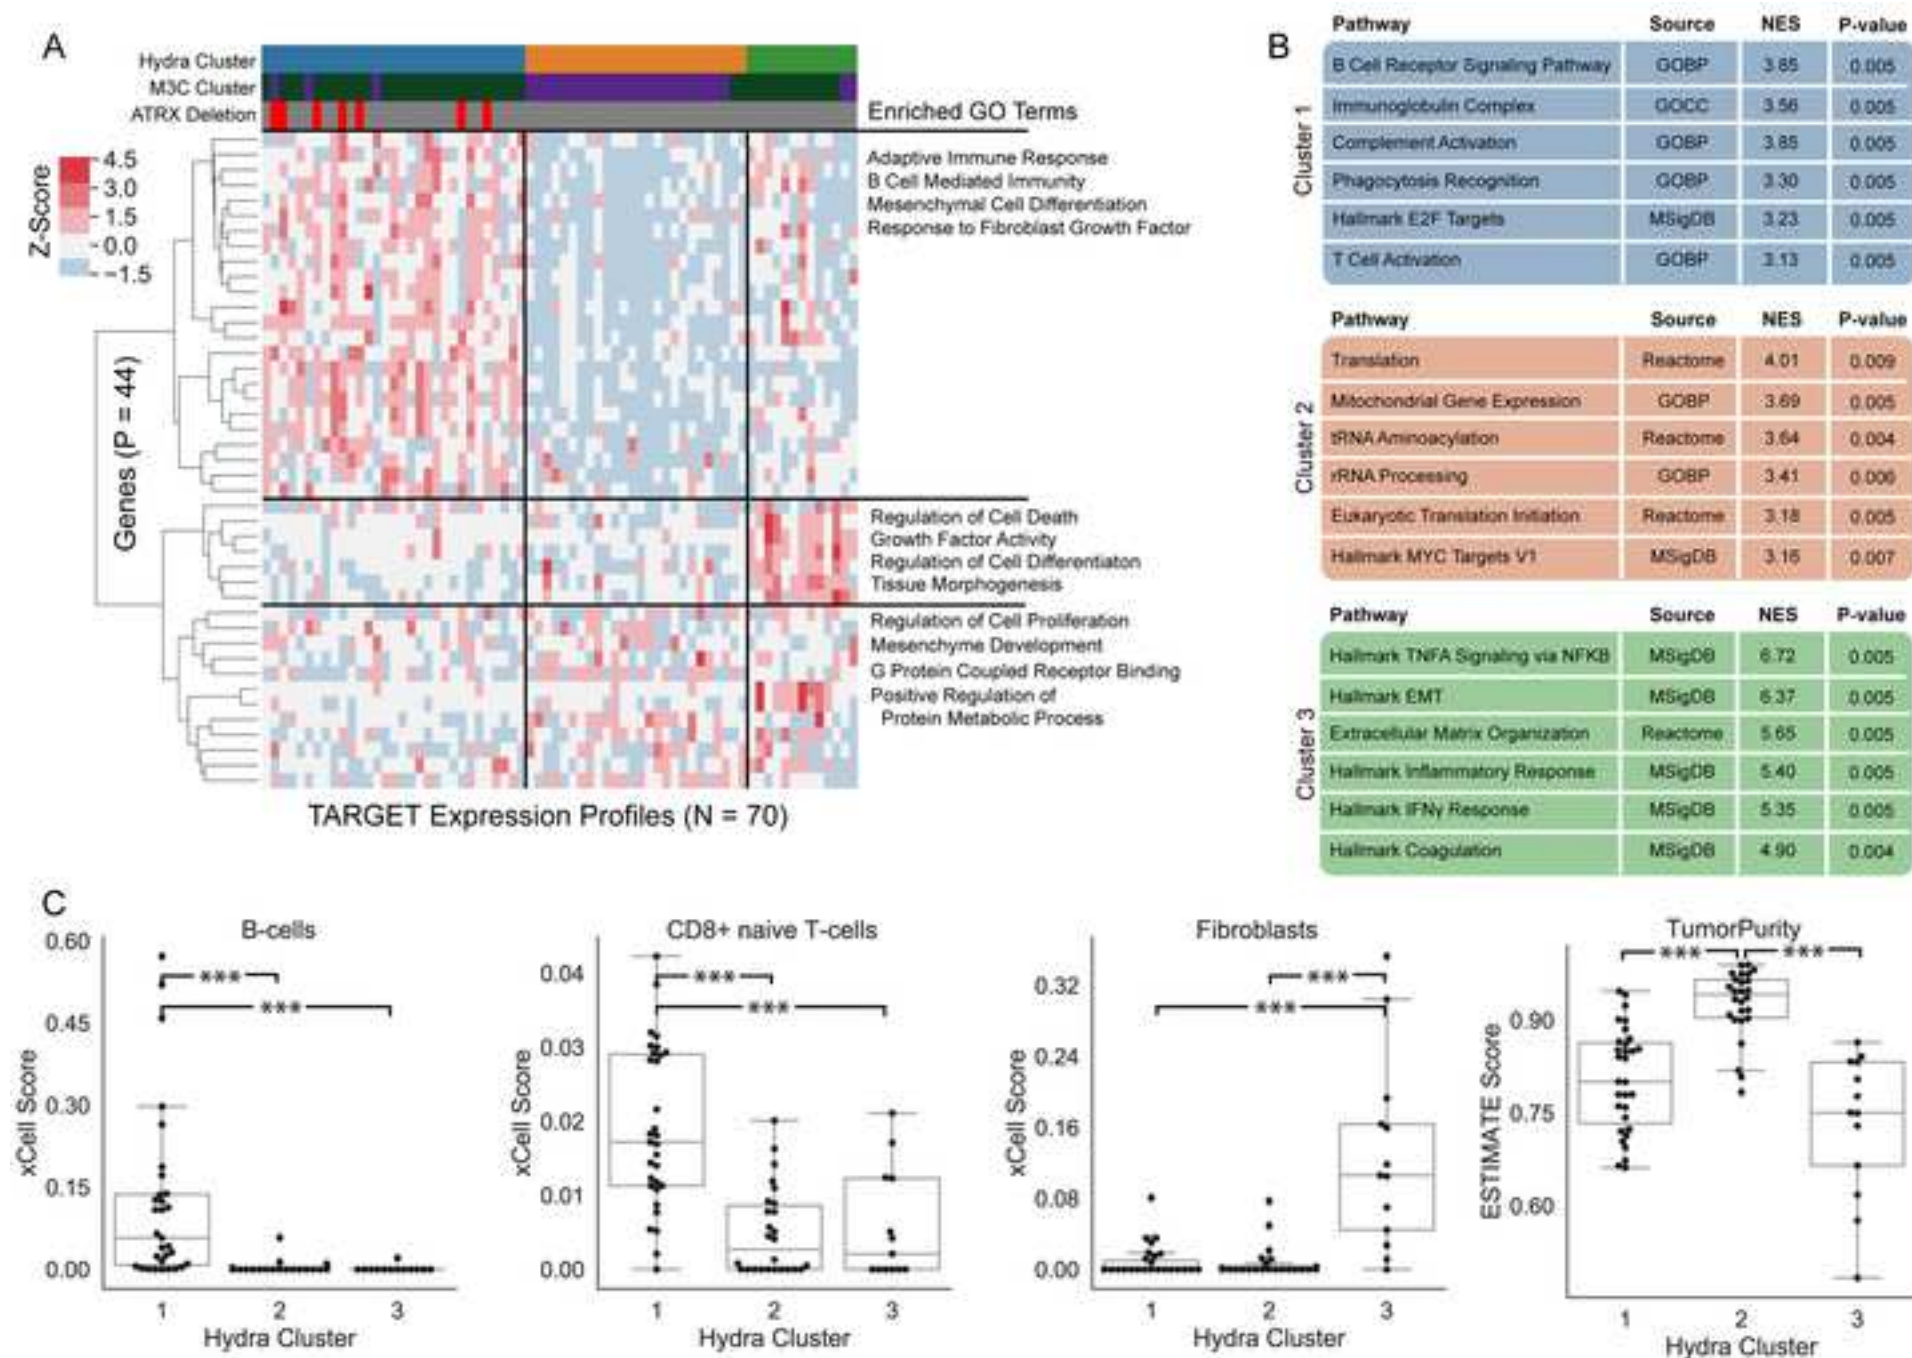 A
Hydra Cluster
M3C Cluster
ATRX Deletion
Enriched GO Terms
Z-Score
4.5
3.0
1.5
0.0
−1.5
Genes (P = 44)
Adaptive Immune Response
B Cell Mediated Immunity
Mesenchymal Cell Differentiation
Response to Fibroblast Growth Factor
Regulation of Cell Death
Growth Factor Activity
Regulation of Cell Differentiaton
Tissue Morphogenesis
Regulation of Cell Proliferation
Mesenchyme Development
G Protein Coupled Receptor Binding
Positive Regulation of
Protein Metabolic Process
TARGET Expression Profiles (N = 70)
B
Cluster 1
Pathway Source NES P-value
B Cell Receptor Signaling Pathway GOBP 3.85 0.005
Immunoglobulin Complex GOCC 3.56 0.005
Complement Activation GOBP 3.85 0.005
Phagocytosis Recognition GOBP 3.30 0.005
Hallmark E2F Targets MSigDB 3.23 0.005
T Cell Activation GOBP 3.13 0.005
Cluster 2
Pathway Source NES P-value
Translation Reactome 4.01 0.009
Mitochondrial Gene Expression GOBP 3.69 0.005
tRNA Aminoacylation Reactome 3.64 0.004
rRNA Processing GOBP 3.41 0.006
Eukaryotic Translation Initiation Reactome 3.18 0.005
Hallmark MYC Targets V1 MSigDB 3.16 0.007
Cluster 3
Pathway Source NES P-value
Hallmark TNFA Signaling via NFKB MSigDB 6.72 0.005
Hallmark EMT MSigDB 6.37 0.005
Extracellular Matrix Organization Reactome 5.65 0.005
Hallmark Inflammatory Response MSigDB 5.40 0.005
Hallmark IFNγ Response MSigDB 5.35 0.005
Hallmark Coagulation MSigDB 4.90 0.004
C
B-cells
xCell Score
0.60
0.45
0.30
0.15
0.00
***
***
1 2 3
Hydra Cluster
CD8+ naive T-cells
xCell Score
0.04
0.03
0.02
0.01
0.00
***
***
1 2 3
Hydra Cluster
Fibroblasts
xCell Score
0.32
0.24
0.16
0.08
0.00
***
***
1 2 3
Hydra Cluster
TumorPurity
ESTIMATE Score
0.90
0.75
0.60
*** ***
1 2 3
Hydra Cluster